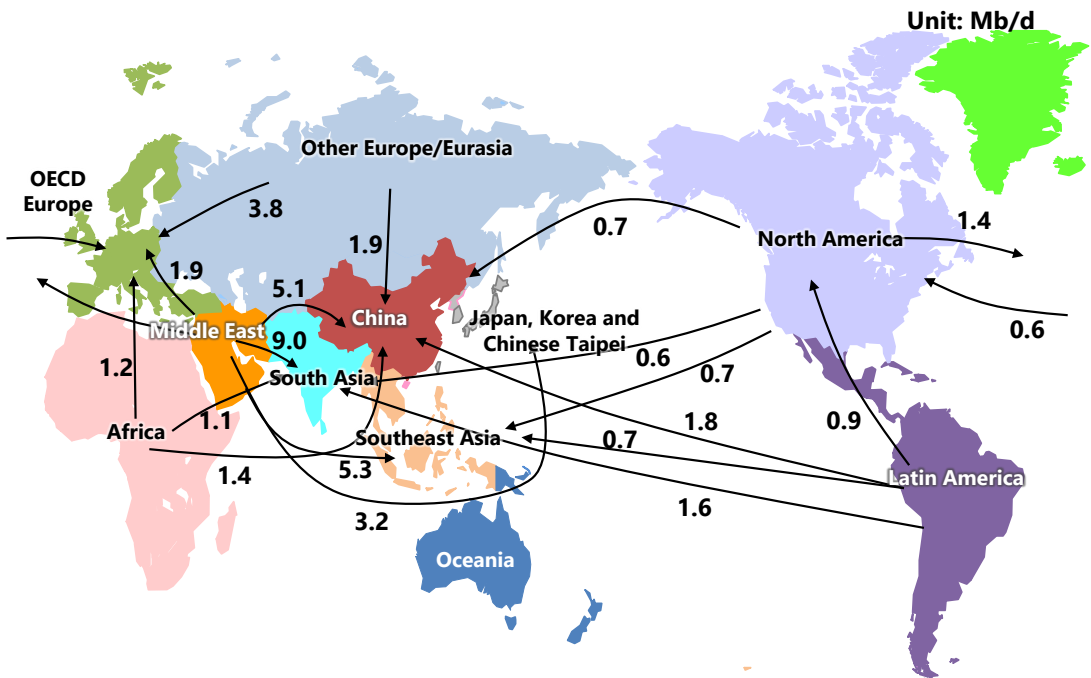 Unit: Mb/d
Other Europe/Eurasia
OECD
Europe
3.8
1.9
0.7
1.4
North America
1.9
5.1
China
Japan, Korea and
Chinese Taipei
Middle East
9.0
0.6
0.6
1.2
South Asia
0.7
1.1
Africa
Southeast Asia
0.7
1.8
0.9
1.4
5.3
Latin America
3.2
1.6
Oceania